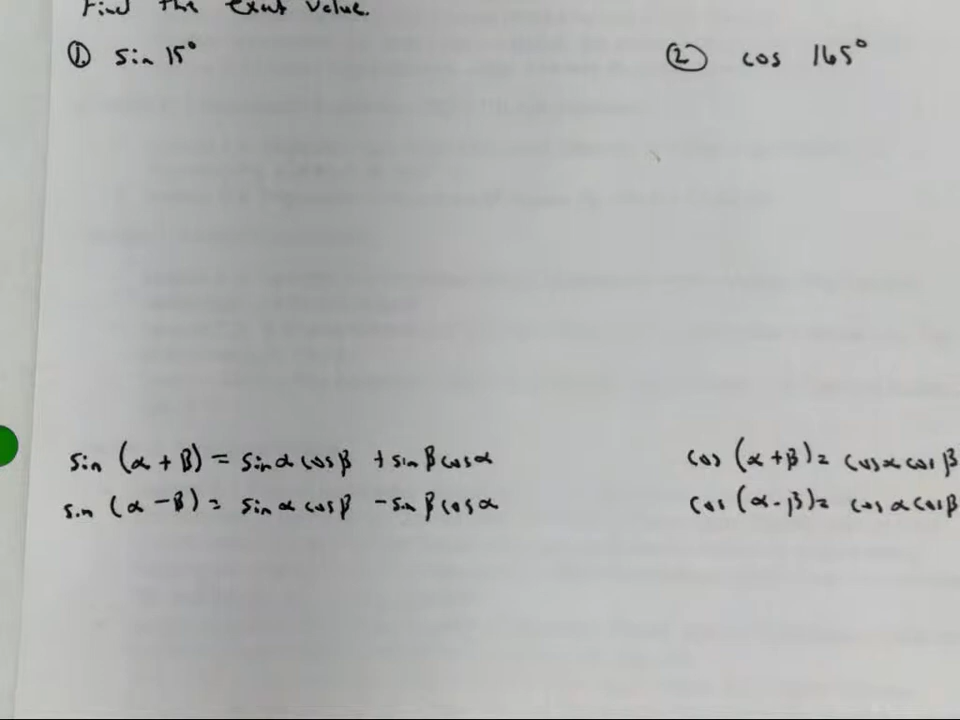 Find the Exact Value.
① sin 15° ② cos 165°
sin (α + β) = sin α cos β + sin β cos α cos (α + β) = cos α cos β
sin (α - β) = sin α cos β - sin β cos α cos (α - β) = cos α cos β